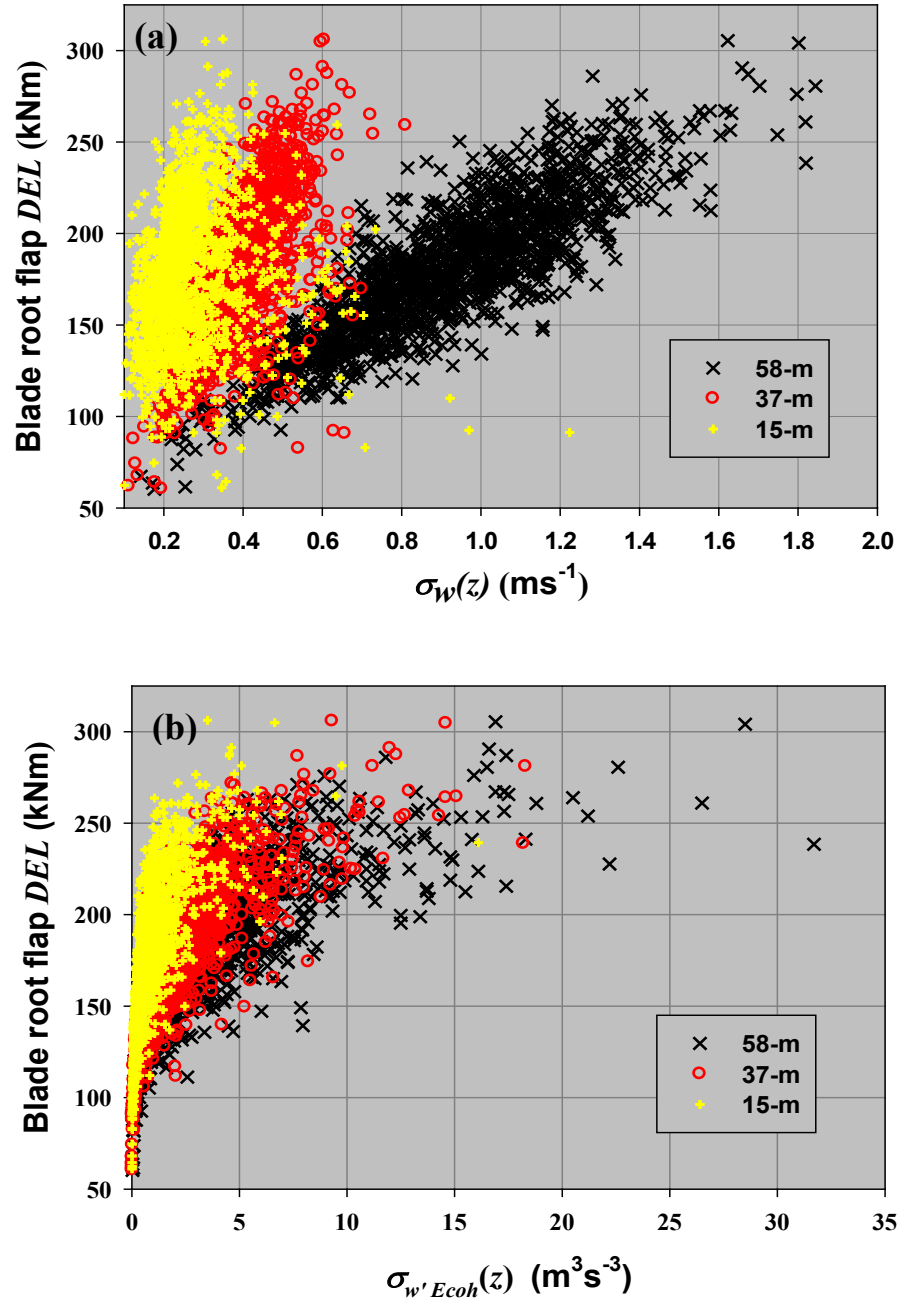 (a)
Blade root flap DEL (kNm)
300
250
200
150
100
50
58-m
37-m
15-m
0.2 0.4 0.6 0.8 1.0 1.2 1.4 1.6 1.8 2.0
σw(z) (ms⁻¹)
(b)
Blade root flap DEL (kNm)
300
250
200
150
100
50
58-m
37-m
15-m
0 5 10 15 20 25 30 35
σw' Ecoh(z) (m³s⁻³)